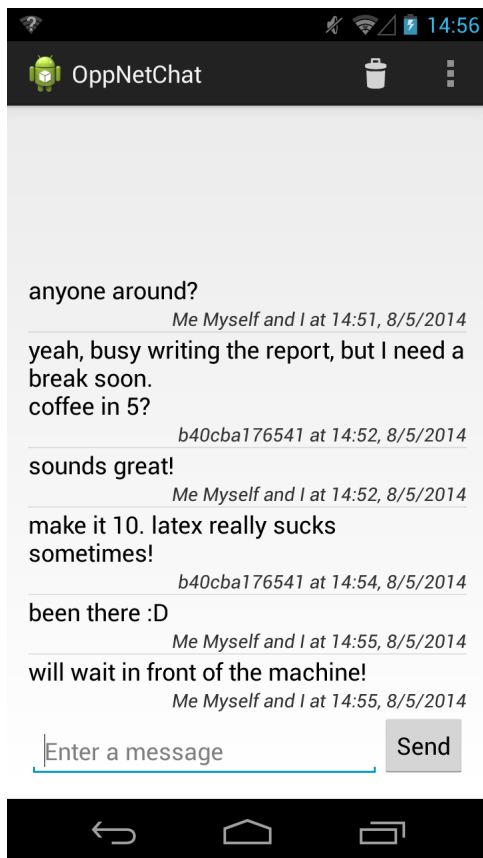 14:56
OppNetChat
anyone around?
Me Myself and I at 14:51, 8/5/2014
yeah, busy writing the report, but I need a
break soon.
coffee in 5?
b40cba176541 at 14:52, 8/5/2014
sounds great!
Me Myself and I at 14:52, 8/5/2014
make it 10. latex really sucks
sometimes!
b40cba176541 at 14:54, 8/5/2014
been there :D
Me Myself and I at 14:55, 8/5/2014
will wait in front of the machine!
Me Myself and I at 14:55, 8/5/2014
Enter a message
Send